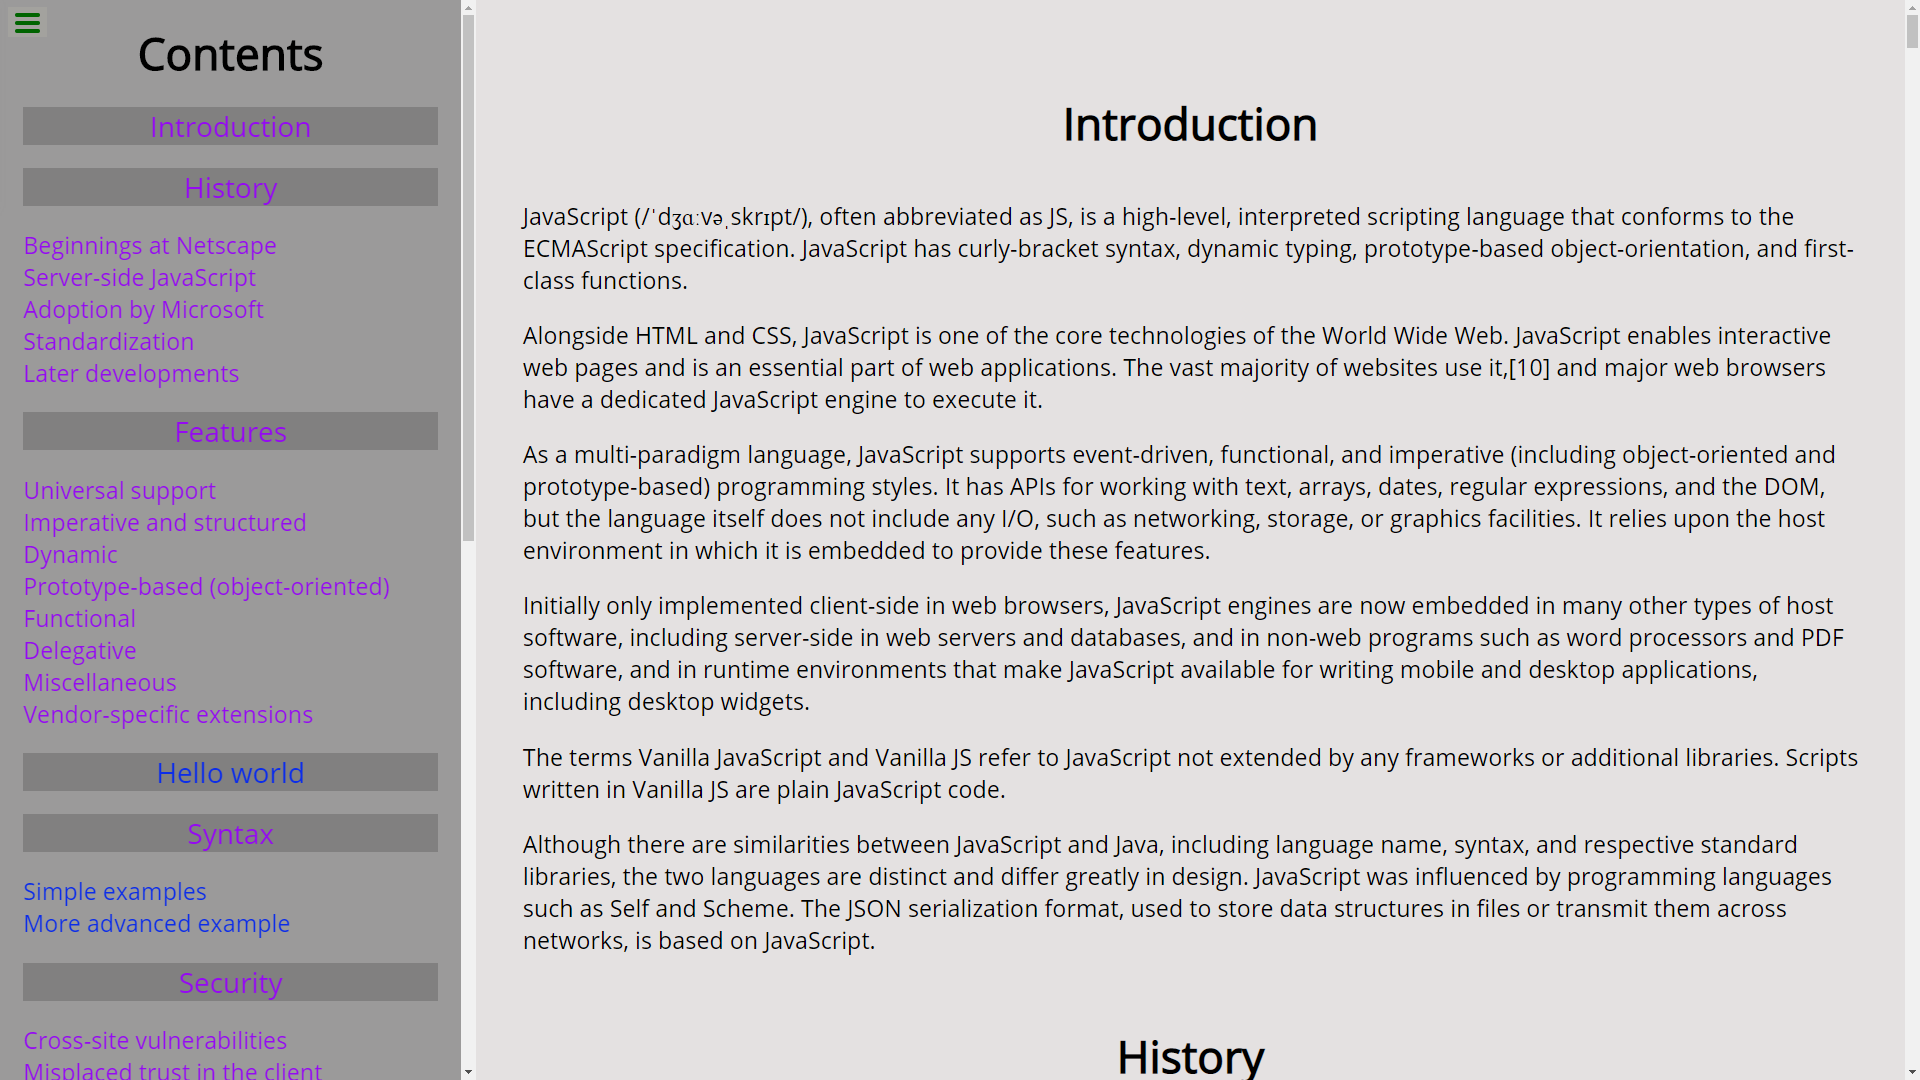 Contents
Introduction
History
Beginnings at Netscape
Server-side JavaScript
Adoption by Microsoft
Standardization
Later developments
Features
Universal support
Imperative and structured
Dynamic
Prototype-based (object-oriented)
Functional
Delegative
Miscellaneous
Vendor-specific extensions
Hello world
Syntax
Simple examples
More advanced example
Security
Cross-site vulnerabilities
Misplaced trust in the client
Introduction
JavaScript (/ˈdʒɑːvəˌskrɪpt/), often abbreviated as JS, is a high-level, interpreted scripting language that conforms to the
ECMAScript specification. JavaScript has curly-bracket syntax, dynamic typing, prototype-based object-orientation, and first-
class functions.
Alongside HTML and CSS, JavaScript is one of the core technologies of the World Wide Web. JavaScript enables interactive
web pages and is an essential part of web applications. The vast majority of websites use it,[10] and major web browsers
have a dedicated JavaScript engine to execute it.
As a multi-paradigm language, JavaScript supports event-driven, functional, and imperative (including object-oriented and
prototype-based) programming styles. It has APIs for working with text, arrays, dates, regular expressions, and the DOM,
but the language itself does not include any I/O, such as networking, storage, or graphics facilities. It relies upon the host
environment in which it is embedded to provide these features.
Initially only implemented client-side in web browsers, JavaScript engines are now embedded in many other types of host
software, including server-side in web servers and databases, and in non-web programs such as word processors and PDF
software, and in runtime environments that make JavaScript available for writing mobile and desktop applications,
including desktop widgets.
The terms Vanilla JavaScript and Vanilla JS refer to JavaScript not extended by any frameworks or additional libraries. Scripts
written in Vanilla JS are plain JavaScript code.
Although there are similarities between JavaScript and Java, including language name, syntax, and respective standard
libraries, the two languages are distinct and differ greatly in design. JavaScript was influenced by programming languages
such as Self and Scheme. The JSON serialization format, used to store data structures in files or transmit them across
networks, is based on JavaScript.
History